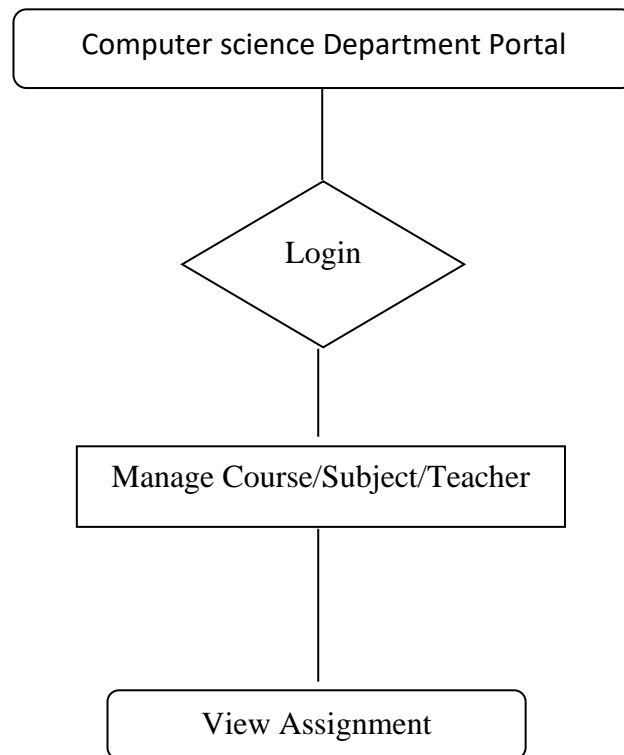 Computer science Department Portal
Login
Manage Course/Subject/Teacher
View Assignment